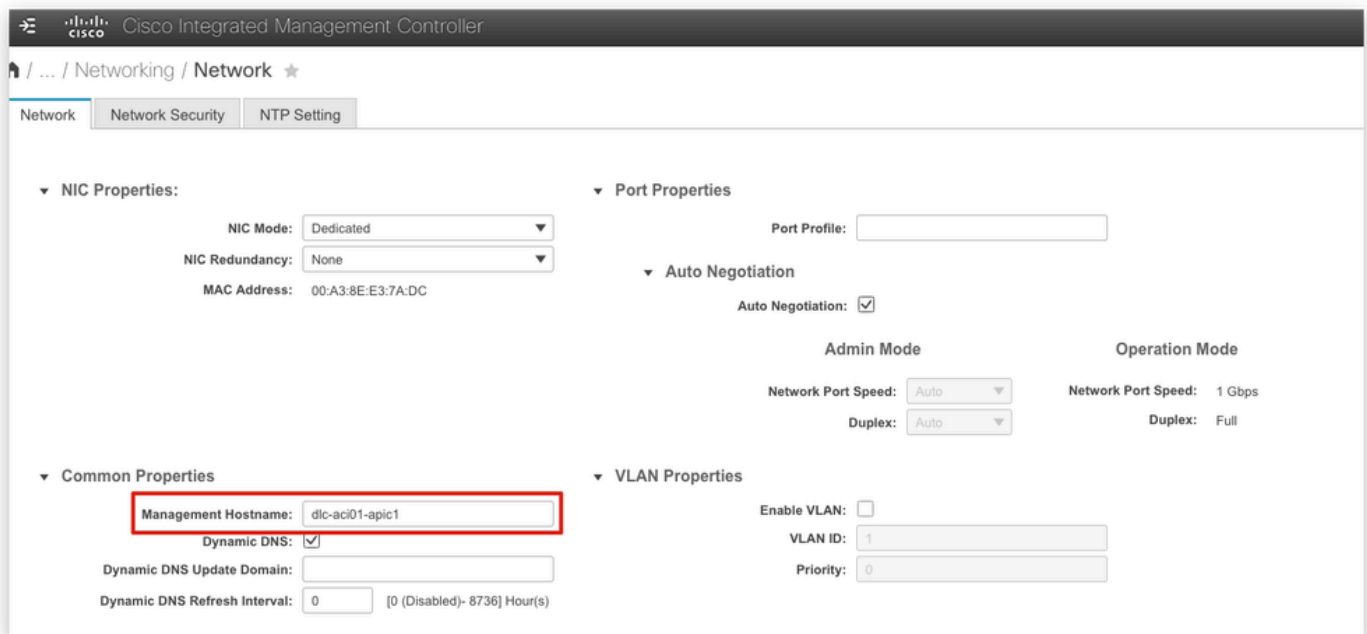 cisco Cisco Integrated Management Controller
/ ... / Networking / Network
Network Network Security NTP Setting
NIC Properties:
NIC Mode: Dedicated
NIC Redundancy: None
MAC Address: 00:A3:8E:E3:7A:DC
Port Properties
Port Profile:
Auto Negotiation
Auto Negotiation:
Admin Mode Operation Mode
Network Port Speed: Auto Network Port Speed: 1 Gbps
Duplex: Auto Duplex: Full
Common Properties
Management Hostname: dlc-aci01-apic1
Dynamic DNS:
Dynamic DNS Update Domain:
Dynamic DNS Refresh Interval: 0 [0 (Disabled)- 8736] Hour(s)
VLAN Properties
Enable VLAN:
VLAN ID: 1
Priority: 0